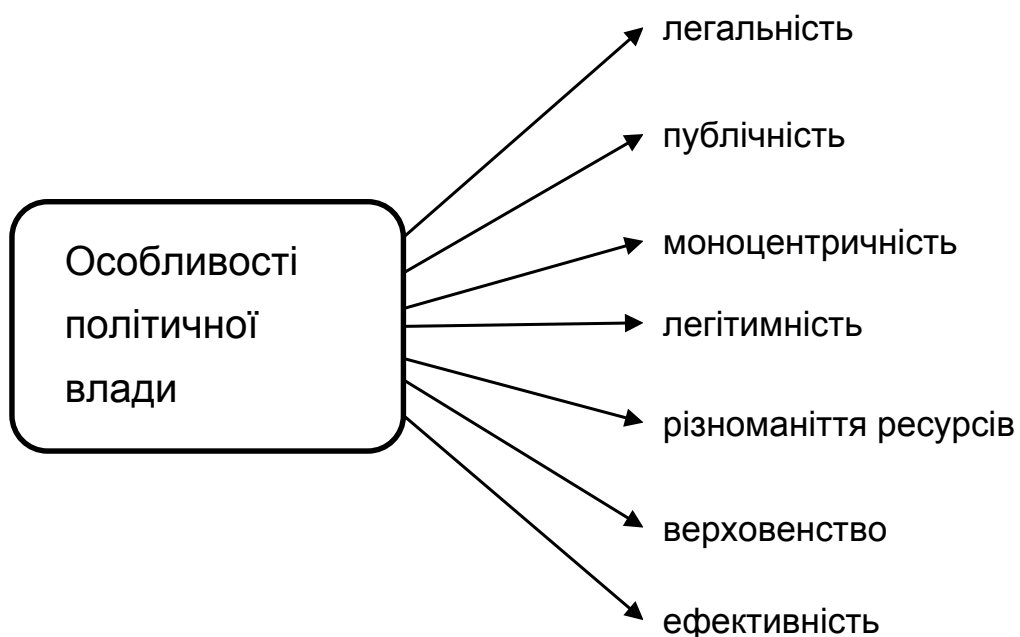 Особливості
політичної
влади
легальність
публічність
моноцентричність
легітимність
різноманіття ресурсів
верховенство
ефективність